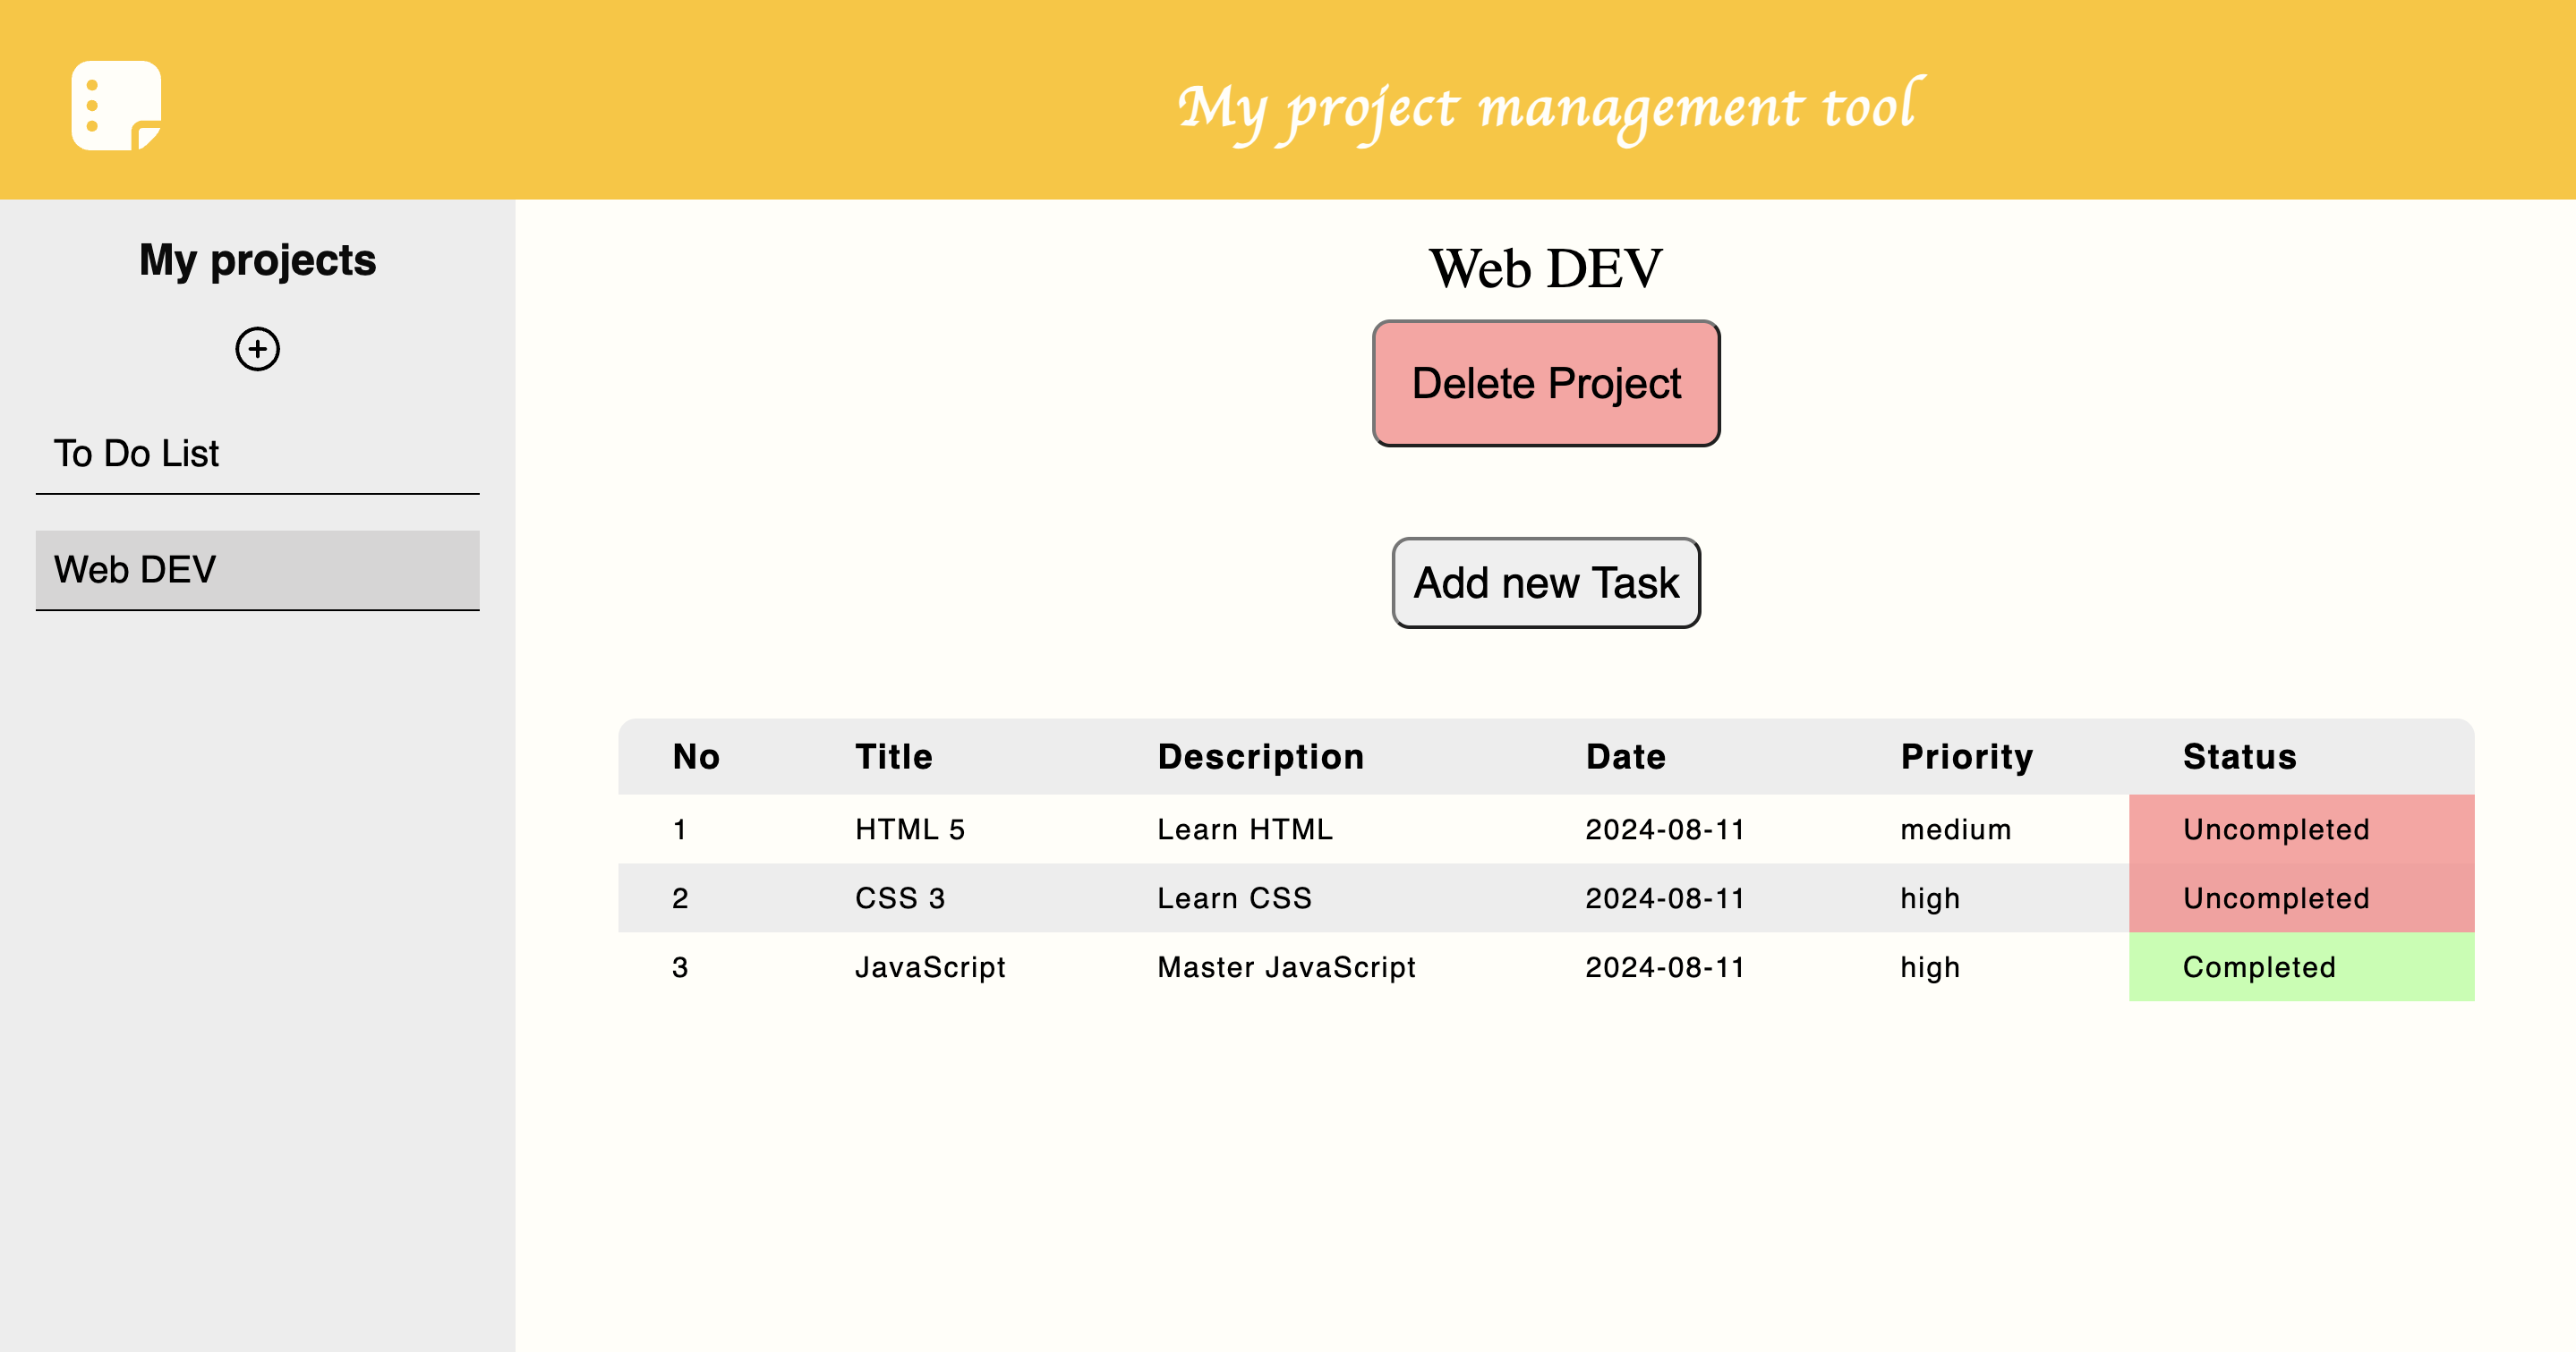 My project management tool
My projects
To Do List
Web DEV
Web DEV
Delete Project
Add new Task
No Title Description Date Priority Status
1 HTML 5 Learn HTML 2024-08-11 medium Uncompleted
2 CSS 3 Learn CSS 2024-08-11 high Uncompleted
3 JavaScript Master JavaScript 2024-08-11 high Completed